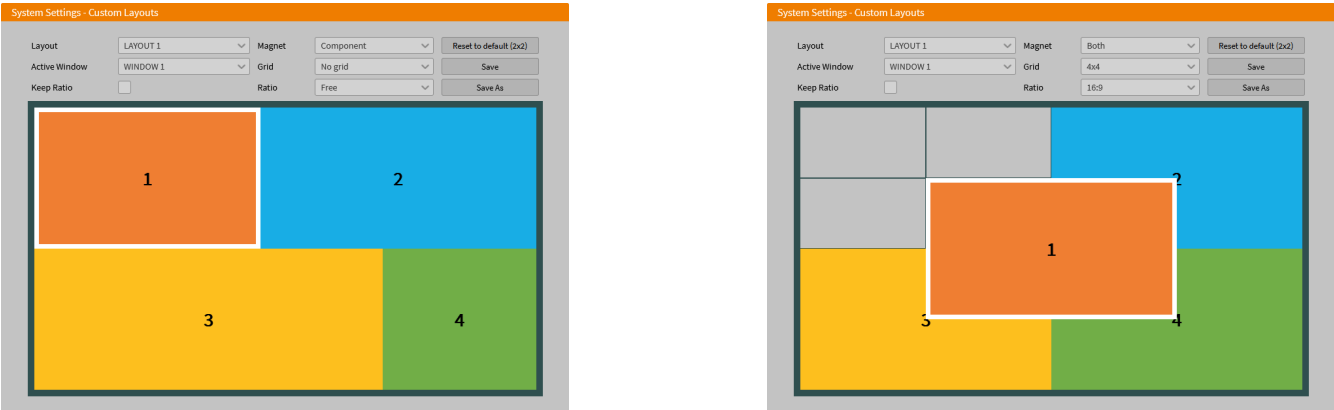 System Settings - Custom Layouts
Layout LAYOUT 1 Magnet Component Reset to default (2x2)
Active Window WINDOW 1 Grid No grid Save
Keep Ratio Ratio Free Save As
1
2
3
4
System Settings - Custom Layouts
Layout LAYOUT 1 Magnet Both Reset to default (2x2)
Active Window WINDOW 1 Grid 4x4 Save
Keep Ratio Ratio 16:9 Save As
2
1
3
4